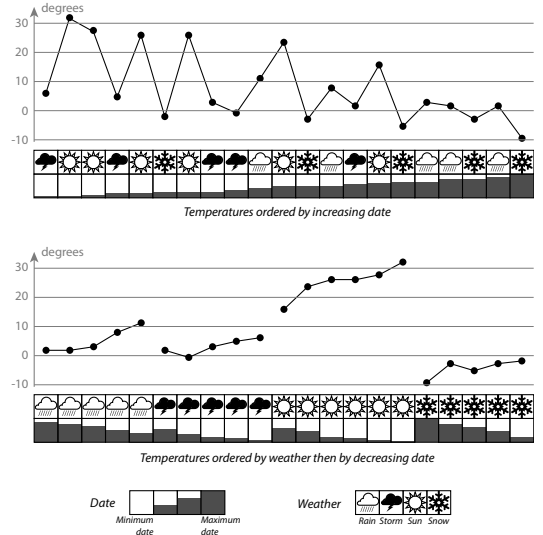 degrees
30
20
10
0
-10
Temperatures ordered by increasing date
degrees
30
20
10
0
-10
Temperatures ordered by weather then by decreasing date
Date
Minimum date
Maximum date
Weather
Rain Storm Sun Snow